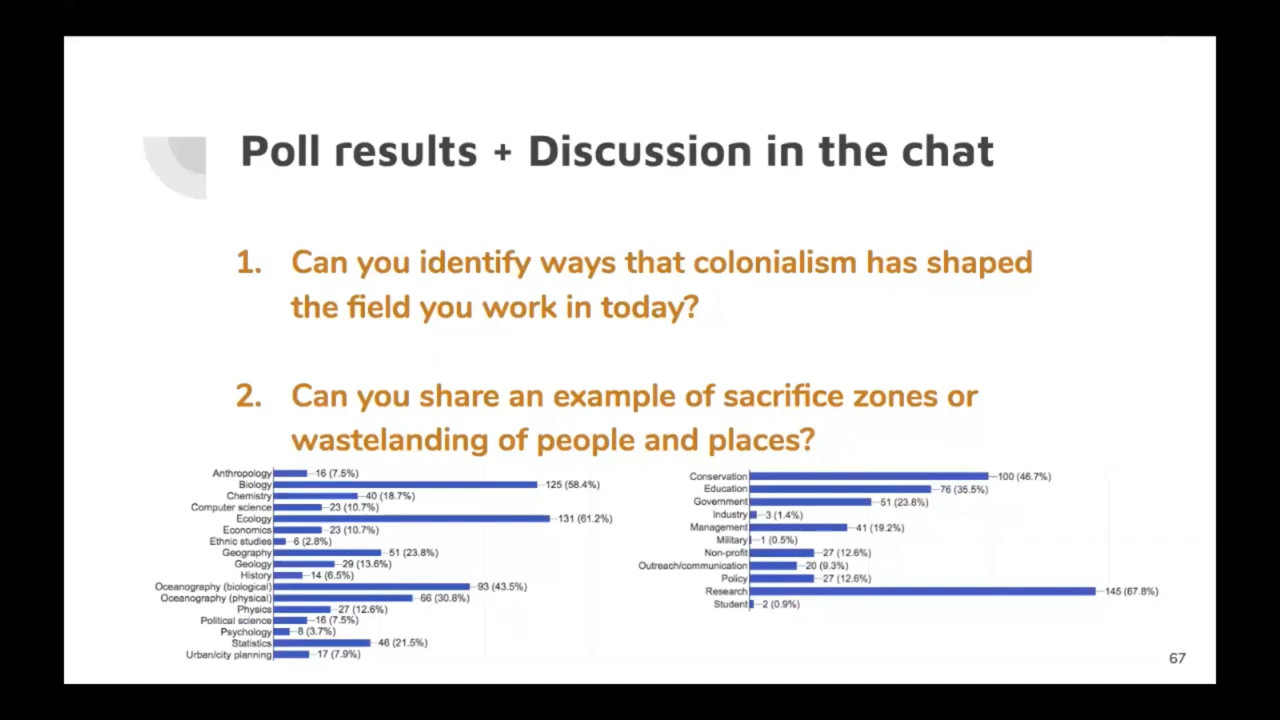 Poll results + Discussion in the chat
1. Can you identify ways that colonialism has shaped
the field you work in today?
2. Can you share an example of sacrifice zones or
wastelanding of people and places?
Anthropology 16 (7.5%)
Biology 125 (58.4%)
Chemistry 40 (18.7%)
Computer science 23 (10.7%)
Ecology 131 (61.2%)
Economics 23 (10.7%)
Ethnic studies 6 (2.8%)
Geography 51 (23.8%)
Geology 29 (13.6%)
History 14 (6.5%)
Oceanography (biological) 93 (43.5%)
Oceanography (physical) 66 (30.8%)
Physics 27 (12.6%)
Political science 16 (7.5%)
Psychology 8 (3.7%)
Statistics 46 (21.5%)
Urban/city planning 17 (7.9%)
Conservation 100 (46.7%)
Education 76 (35.5%)
Government 51 (23.8%)
Industry 3 (1.4%)
Management 41 (19.2%)
Military 1 (0.5%)
Non-profit 27 (12.6%)
Outreach/communication 20 (9.3%)
Policy 27 (12.6%)
Research 145 (67.8%)
Student 2 (0.9%)
67